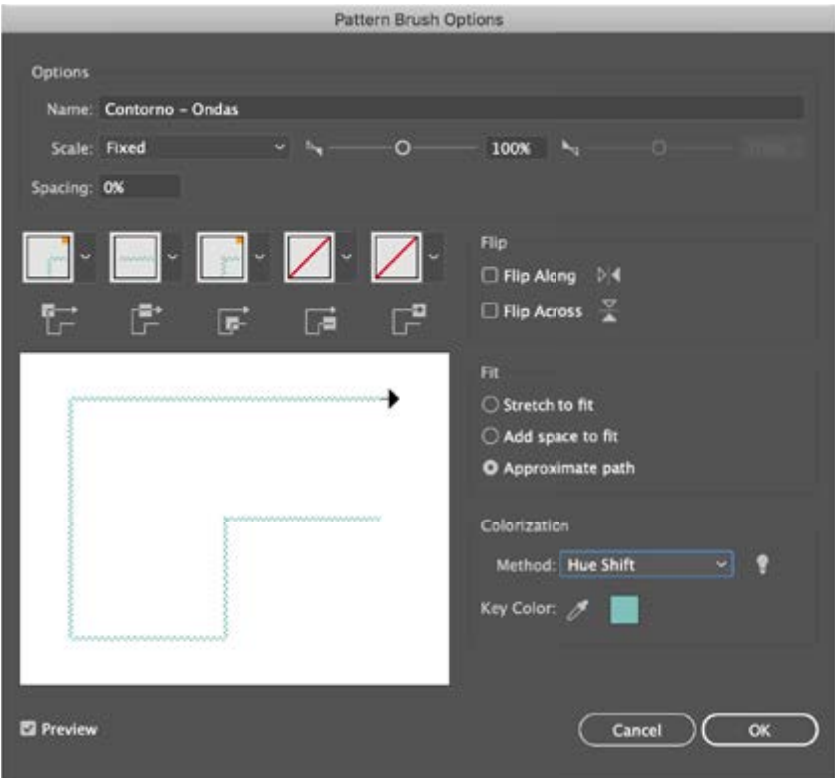 Pattern Brush Options
Options
Name: Contorno – Ondas
Scale: Fixed 100%
Spacing: 0%
Flip
Flip Along
Flip Across
Fit
Stretch to fit
Add space to fit
Approximate path
Colorization
Method: Hue Shift
Key Color:
Preview
Cancel OK